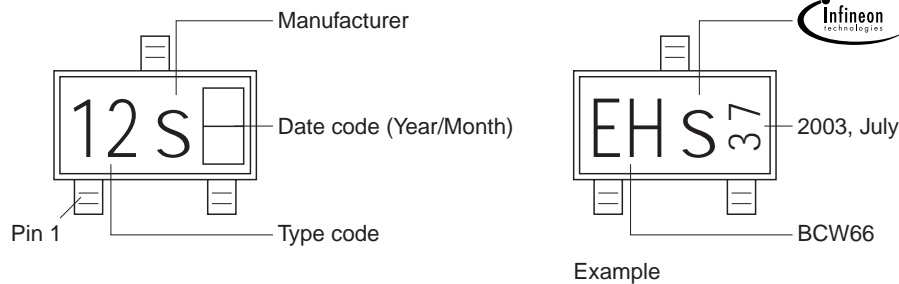 Manufacturer
Infineon
technologies
12 s
Date code (Year/Month)
EH s 37
2003, July
Pin 1
Type code
BCW66
Example